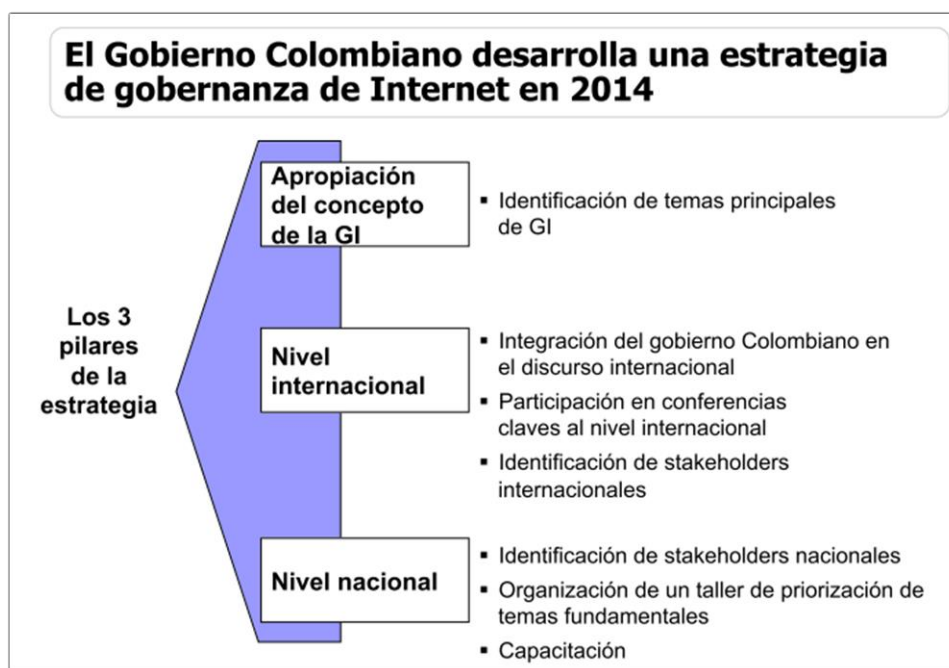 El Gobierno Colombiano desarrolla una estrategia
de gobernanza de Internet en 2014
Los 3
pilares
de la
estrategia
Apropiación
del concepto
de la GI
▪ Identificación de temas principales
de GI
Nivel
internacional
▪ Integración del gobierno Colombiano en
el discurso internacional
▪ Participación en conferencias
claves al nivel internacional
▪ Identificación de stakeholders
internacionales
Nivel nacional
▪ Identificación de stakeholders nacionales
▪ Organización de un taller de priorización de
temas fundamentales
▪ Capacitación